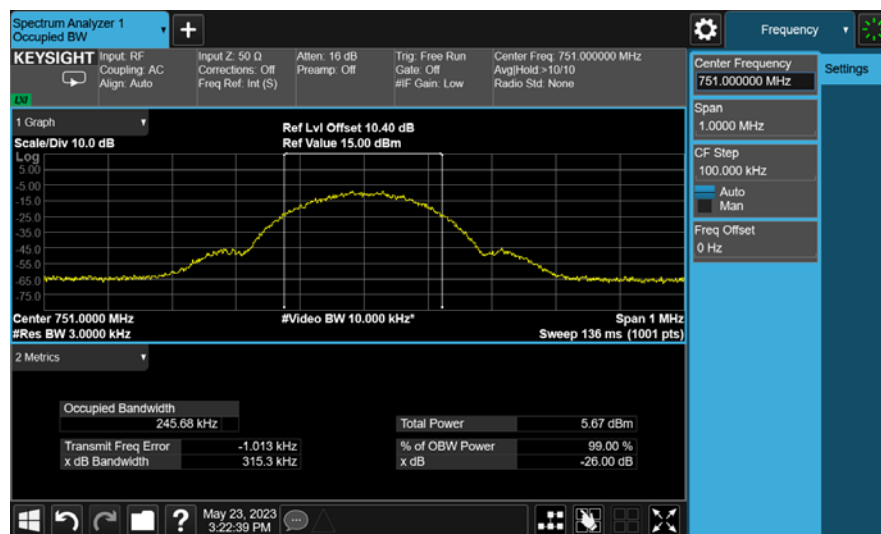 Spectrum Analyzer 1
Occupied BW
Frequency
KEYSIGHT
Input: RF
Coupling: AC
Align: Auto
Input Z: 50 Ω
Corrections: Off
Freq Ref: Int (S)
Atten: 16 dB
Preamp: Off
Trig: Free Run
Gate: Off
#IF Gain: Low
Center Freq: 751.000000 MHz
Avg|Hold:>10/10
Radio Std: None
LXI
Center Frequency
751.000000 MHz
Settings
Span
1.0000 MHz
CF Step
100.000 kHz
Auto
Man
Freq Offset
0 Hz
1 Graph
Scale/Div 10.0 dB
Ref Lvl Offset 10.40 dB
Ref Value 15.00 dBm
Log
5.00
-5.00
-15.0
-25.0
-35.0
-45.0
-55.0
-65.0
-75.0
Center 751.0000 MHz
#Video BW 10.000 kHz*
Span 1 MHz
#Res BW 3.0000 kHz
Sweep 136 ms (1001 pts)
2 Metrics
Occupied Bandwidth
245.68 kHz
Total Power 5.67 dBm
Transmit Freq Error -1.013 kHz
% of OBW Power 99.00 %
x dB Bandwidth 315.3 kHz
x dB -26.00 dB
May 23, 2023
3:22:39 PM